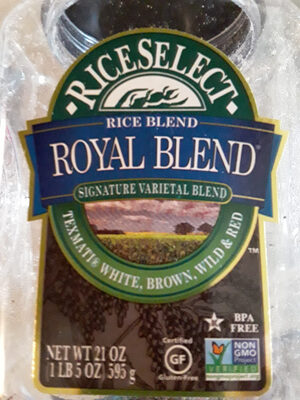 ·RICESELECT·
RICE BLEND
ROYAL BLEND
SIGNATURE VARIETAL BLEND
TEXMATI® WHITE, BROWN, WILD & RED
TM
BPA
FREE
NET WT 21 OZ
1 LB 5 OZ 595g
Certified
GF
Gluten-Free
NON
GMO
Project
VERIFIED